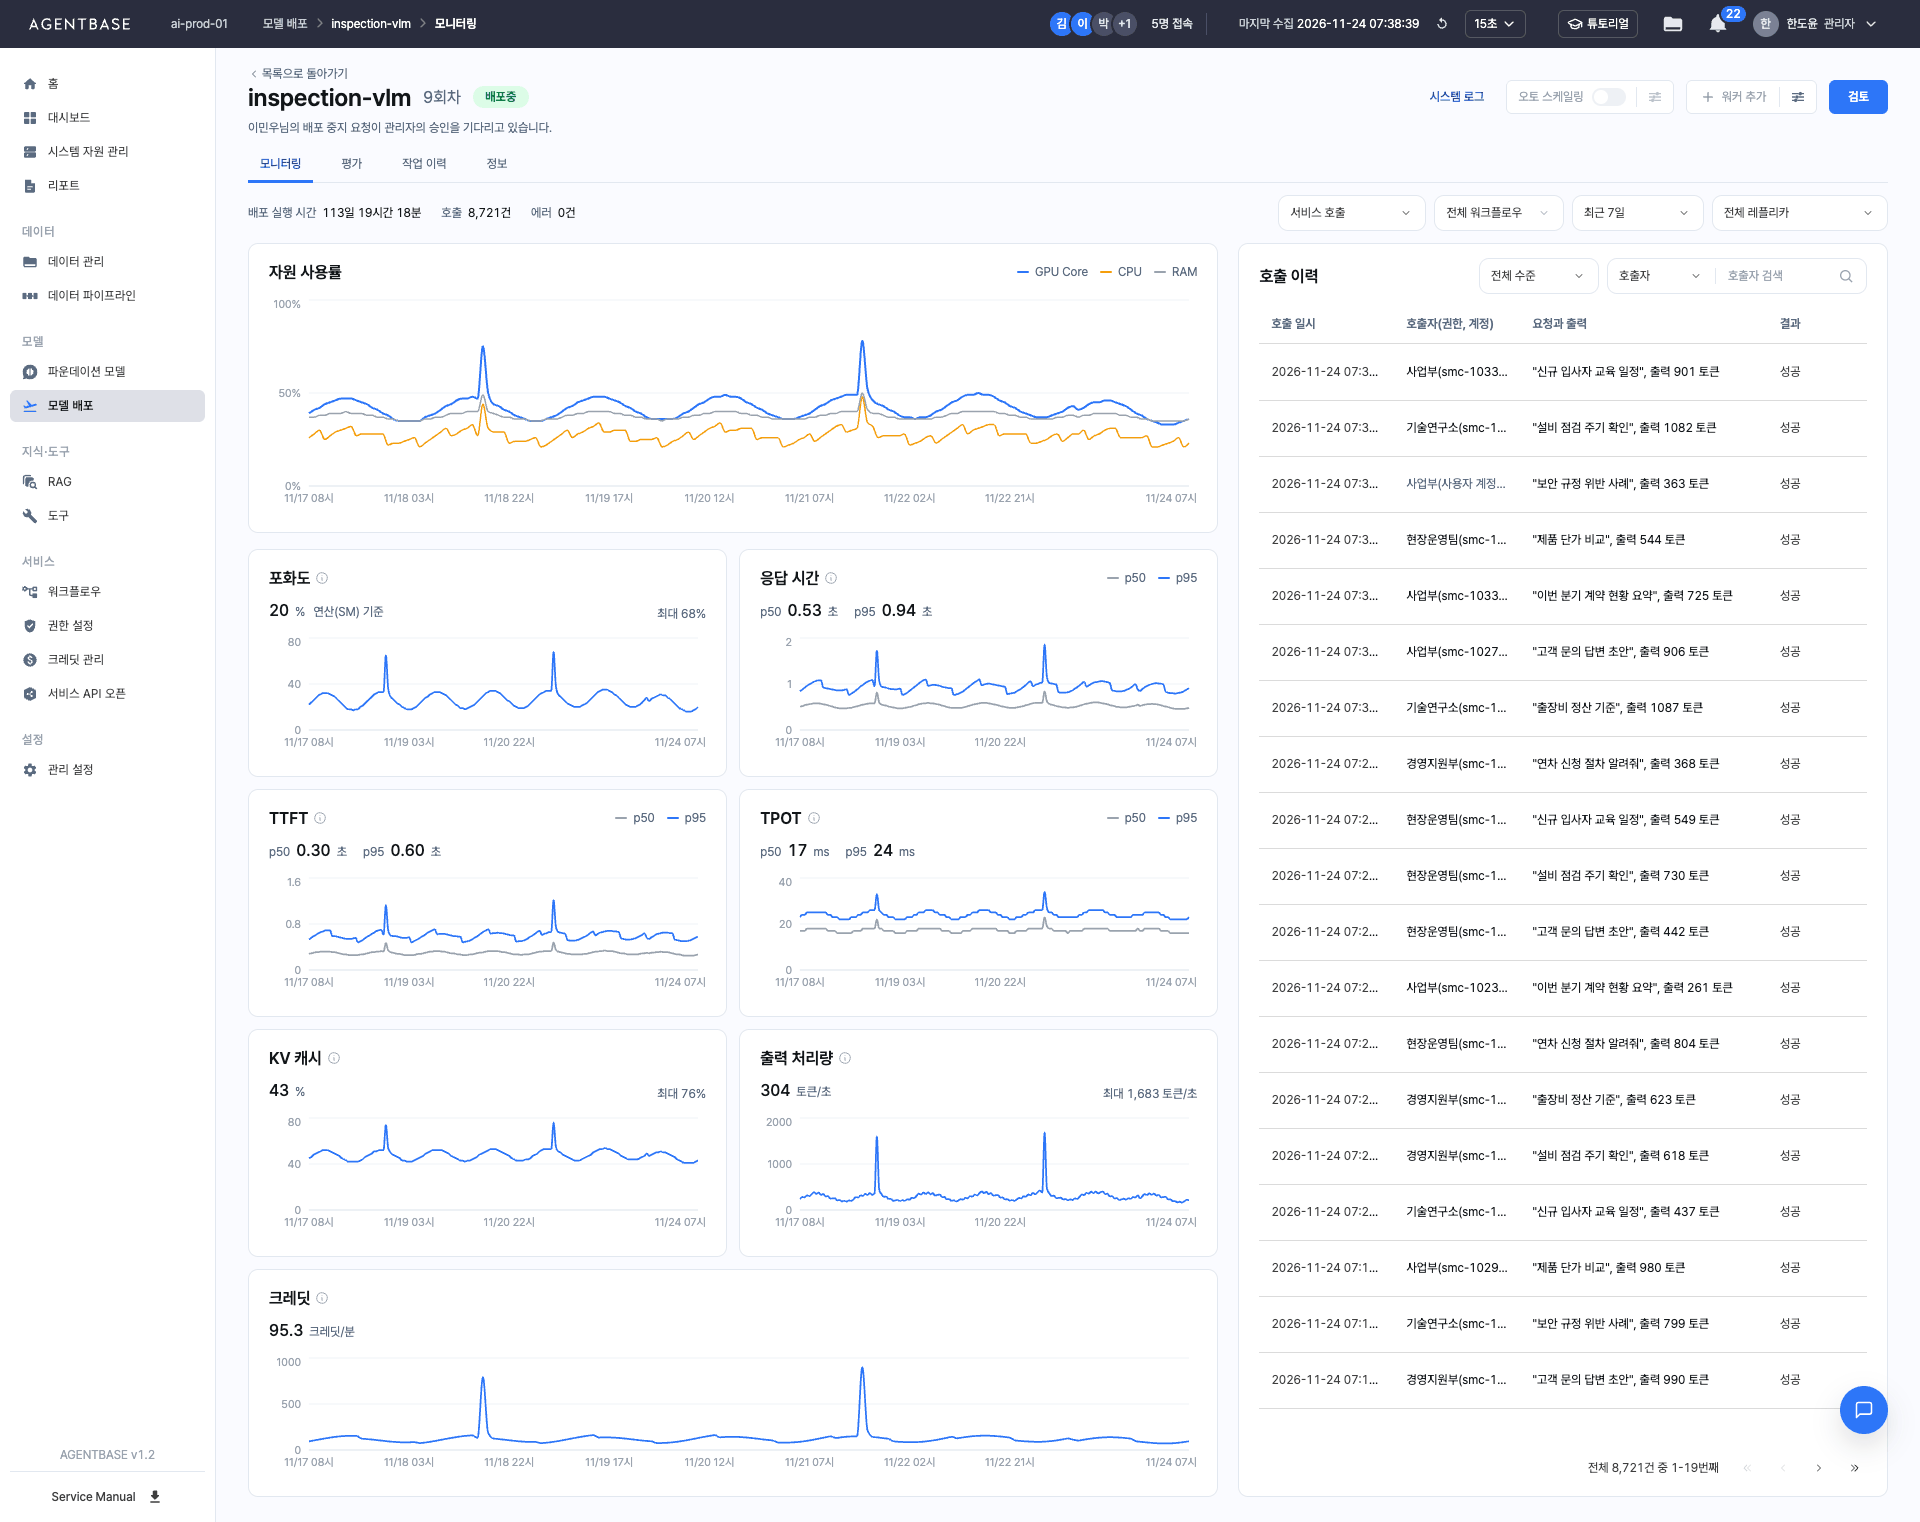 AGENTBASE
ai-prod-01
모델 배포 > inspection-vlm > 모니터링
김 이 박 +1 5명 접속
마지막 수집 2026-11-24 07:38:39
15초
튜토리얼
22
한 한도윤 관리자
홈
대시보드
시스템 자원 관리
리포트
데이터
데이터 관리
데이터 파이프라인
모델
파운데이션 모델
모델 배포
지식·도구
RAG
도구
서비스
워크플로우
권한 설정
크레딧 관리
서비스 API 오픈
설정
관리 설정
AGENTBASE v1.2
Service Manual
목록으로 돌아가기
inspection-vlm 9회차 배포중
이민우님의 배포 중지 요청이 관리자의 승인을 기다리고 있습니다.
시스템 로그
오토 스케일링
워커 추가
검토
모니터링 평가 작업 이력 정보
배포 실행 시간 113일 19시간 18분 호출 8,721건 에러 0건
서비스 호출
전체 워크플로우
최근 7일
전체 레플리카
자원 사용률
GPU Core CPU RAM
100%
50%
0%
11/17 08시 11/18 03시 11/18 22시 11/19 17시 11/20 12시 11/21 07시 11/22 02시 11/22 21시 11/24 07시
포화도
20 % 연산(SM) 기준
최대 68%
80
40
0
11/17 08시 11/19 03시 11/20 22시 11/24 07시
응답 시간
p50 p95
p50 0.53 초 p95 0.94 초
2
1
0
11/17 08시 11/19 03시 11/20 22시 11/24 07시
TTFT
p50 p95
p50 0.30 초 p95 0.60 초
1.6
0.8
0
11/17 08시 11/19 03시 11/20 22시 11/24 07시
TPOT
p50 p95
p50 17 ms p95 24 ms
40
20
0
11/17 08시 11/19 03시 11/20 22시 11/24 07시
KV 캐시
43 %
최대 76%
80
40
0
11/17 08시 11/19 03시 11/20 22시 11/24 07시
출력 처리량
304 토큰/초
최대 1,683 토큰/초
2000
1000
0
11/17 08시 11/19 03시 11/20 22시 11/24 07시
크레딧
95.3 크레딧/분
1000
500
0
11/17 08시 11/18 03시 11/18 22시 11/19 17시 11/20 12시 11/21 07시 11/22 02시 11/22 21시 11/24 07시
호출 이력
전체 수준
호출자
호출자 검색
호출 일시 호출자(권한, 계정) 요청과 출력 결과
2026-11-24 07:3... 사업부(smc-1033... "신규 입사자 교육 일정", 출력 901 토큰 성공
2026-11-24 07:3... 기술연구소(smc-1... "설비 점검 주기 확인", 출력 1082 토큰 성공
2026-11-24 07:3... 사업부(사용자 계정... "보안 규정 위반 사례", 출력 363 토큰 성공
2026-11-24 07:3... 현장운영팀(smc-1... "제품 단가 비교", 출력 544 토큰 성공
2026-11-24 07:3... 사업부(smc-1033... "이번 분기 계약 현황 요약", 출력 725 토큰 성공
2026-11-24 07:3... 사업부(smc-1027... "고객 문의 답변 초안", 출력 906 토큰 성공
2026-11-24 07:3... 기술연구소(smc-1... "출장비 정산 기준", 출력 1087 토큰 성공
2026-11-24 07:2... 경영지원부(smc-1... "연차 신청 절차 알려줘", 출력 368 토큰 성공
2026-11-24 07:2... 현장운영팀(smc-1... "신규 입사자 교육 일정", 출력 549 토큰 성공
2026-11-24 07:2... 현장운영팀(smc-1... "설비 점검 주기 확인", 출력 730 토큰 성공
2026-11-24 07:2... 현장운영팀(smc-1... "고객 문의 답변 초안", 출력 442 토큰 성공
2026-11-24 07:2... 사업부(smc-1023... "이번 분기 계약 현황 요약", 출력 261 토큰 성공
2026-11-24 07:2... 현장운영팀(smc-1... "연차 신청 절차 알려줘", 출력 804 토큰 성공
2026-11-24 07:2... 경영지원부(smc-1... "출장비 정산 기준", 출력 623 토큰 성공
2026-11-24 07:2... 경영지원부(smc-1... "설비 점검 주기 확인", 출력 618 토큰 성공
2026-11-24 07:2... 기술연구소(smc-1... "신규 입사자 교육 일정", 출력 437 토큰 성공
2026-11-24 07:1... 사업부(smc-1029... "제품 단가 비교", 출력 980 토큰 성공
2026-11-24 07:1... 기술연구소(smc-1... "보안 규정 위반 사례", 출력 799 토큰 성공
2026-11-24 07:1... 경영지원부(smc-1... "고객 문의 답변 초안", 출력 990 토큰 성공
전체 8,721건 중 1-19번째